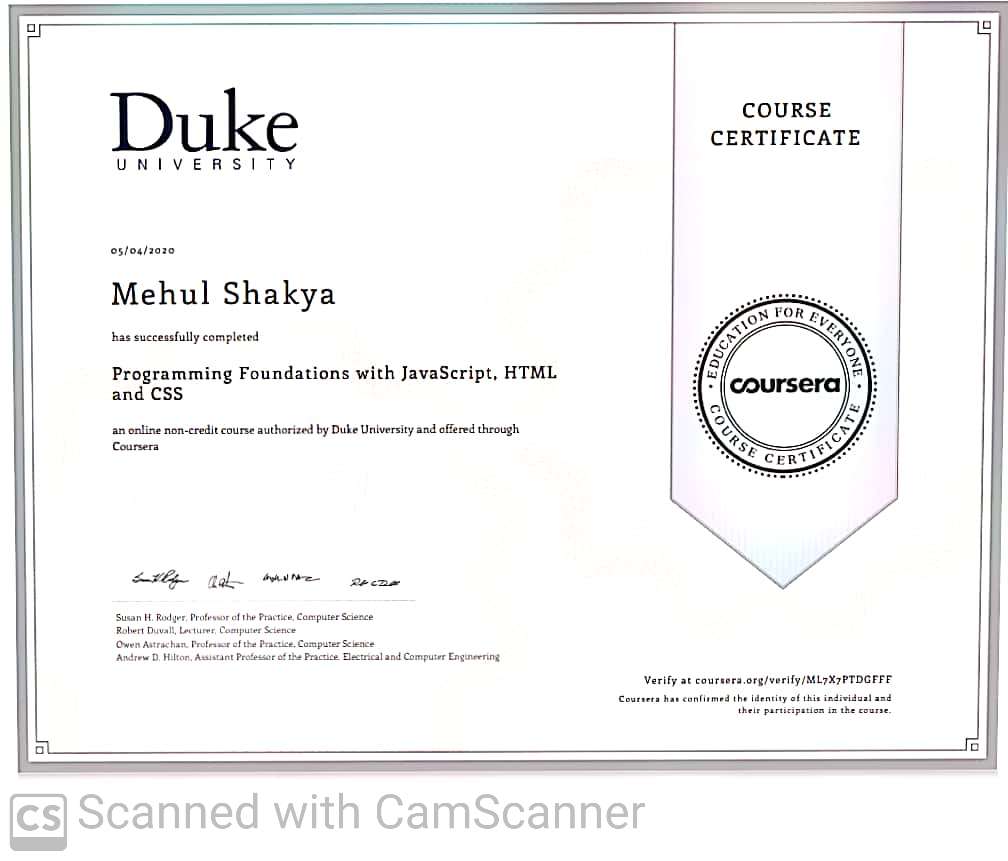 Duke
UNIVERSITY
COURSE
CERTIFICATE
05/04/2020
Mehul Shakya
has successfully completed
Programming Foundations with JavaScript, HTML
and CSS
an online non-credit course authorized by Duke University and offered through
Coursera
EDUCATION FOR EVERYONE
coursera
COURSE CERTIFICATE
Susan H. Rodger, Professor of the Practice, Computer Science
Robert Duvall, Lecturer, Computer Science
Owen Astrachan, Professor of the Practice, Computer Science
Andrew D. Hilton, Assistant Professor of the Practice, Electrical and Computer Engineering
Verify at coursera.org/verify/ML7X7PTDGFFF
Coursera has confirmed the identity of this individual and
their participation in the course.
CS Scanned with CamScanner